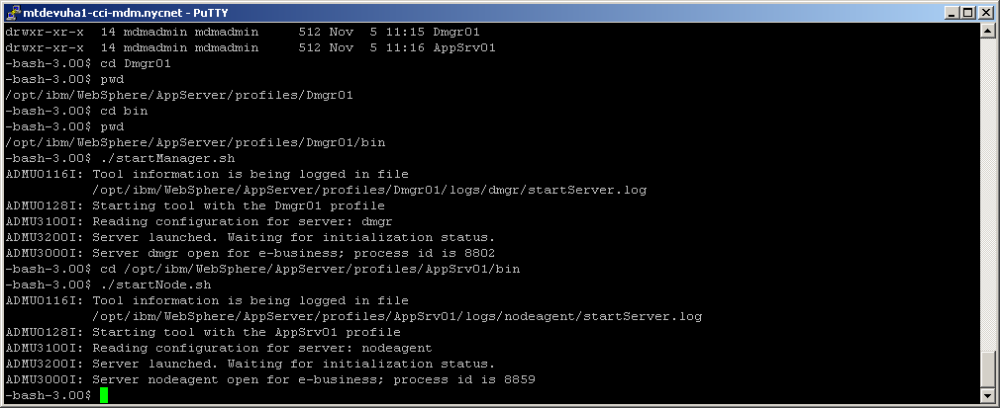 mtdevuha1-cci-mdm.nycnet - PuTTY
drwxr-xr-x  14 mdmadmin mdmadmin     512 Nov  5 11:15 Dmgr01
drwxr-xr-x  14 mdmadmin mdmadmin     512 Nov  5 11:16 AppSrv01
-bash-3.00$ cd Dmgr01
-bash-3.00$ pwd
/opt/ibm/WebSphere/AppServer/profiles/Dmgr01
-bash-3.00$ cd bin
-bash-3.00$ pwd
/opt/ibm/WebSphere/AppServer/profiles/Dmgr01/bin
-bash-3.00$ ./startManager.sh
ADMU0116I: Tool information is being logged in file
           /opt/ibm/WebSphere/AppServer/profiles/Dmgr01/logs/dmgr/startServer.log
ADMU0128I: Starting tool with the Dmgr01 profile
ADMU3100I: Reading configuration for server: dmgr
ADMU3200I: Server launched. Waiting for initialization status.
ADMU3000I: Server dmgr open for e-business; process id is 8802
-bash-3.00$ cd /opt/ibm/WebSphere/AppServer/profiles/AppSrv01/bin
-bash-3.00$ ./startNode.sh
ADMU0116I: Tool information is being logged in file
           /opt/ibm/WebSphere/AppServer/profiles/AppSrv01/logs/nodeagent/startServer.log
ADMU0128I: Starting tool with the AppSrv01 profile
ADMU3100I: Reading configuration for server: nodeagent
ADMU3200I: Server launched. Waiting for initialization status.
ADMU3000I: Server nodeagent open for e-business; process id is 8859
-bash-3.00$